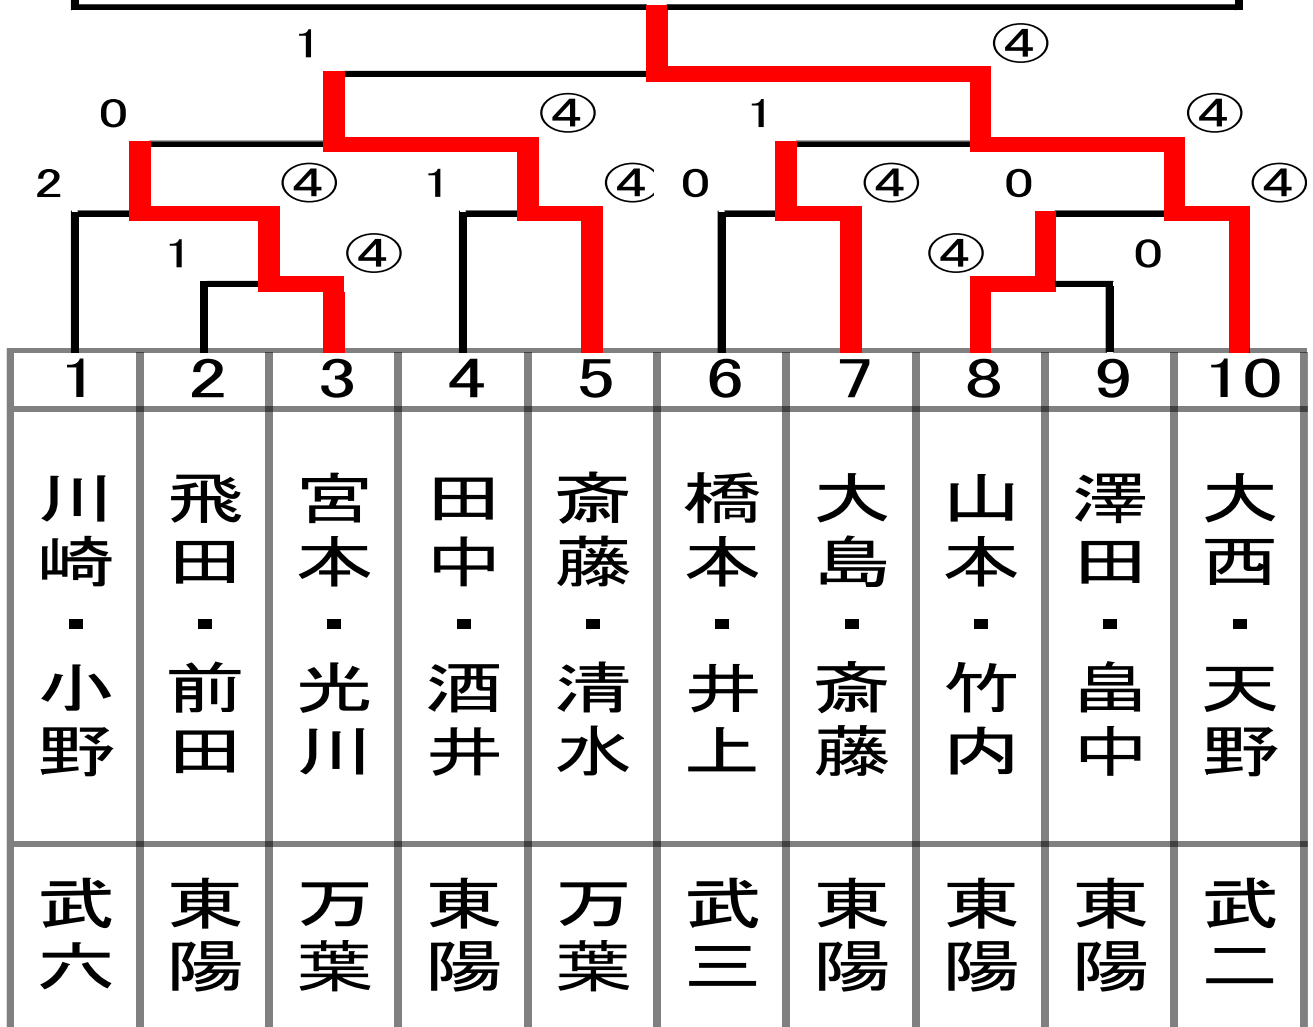 1 ④
0 ④ 1 ④
2 ④ 1 ④ 0 ④ 0 ④
1 ④ ④ 0
1 2 3 4 5 6 7 8 9 10
川崎・小野
飛田・前田
宮本・光川
田中・酒井
斎藤・清水
橋本・井上
大島・斎藤
山本・竹内
澤田・畠中
大西・天野
武六
東陽
万葉
東陽
万葉
武三
東陽
東陽
東陽
武二